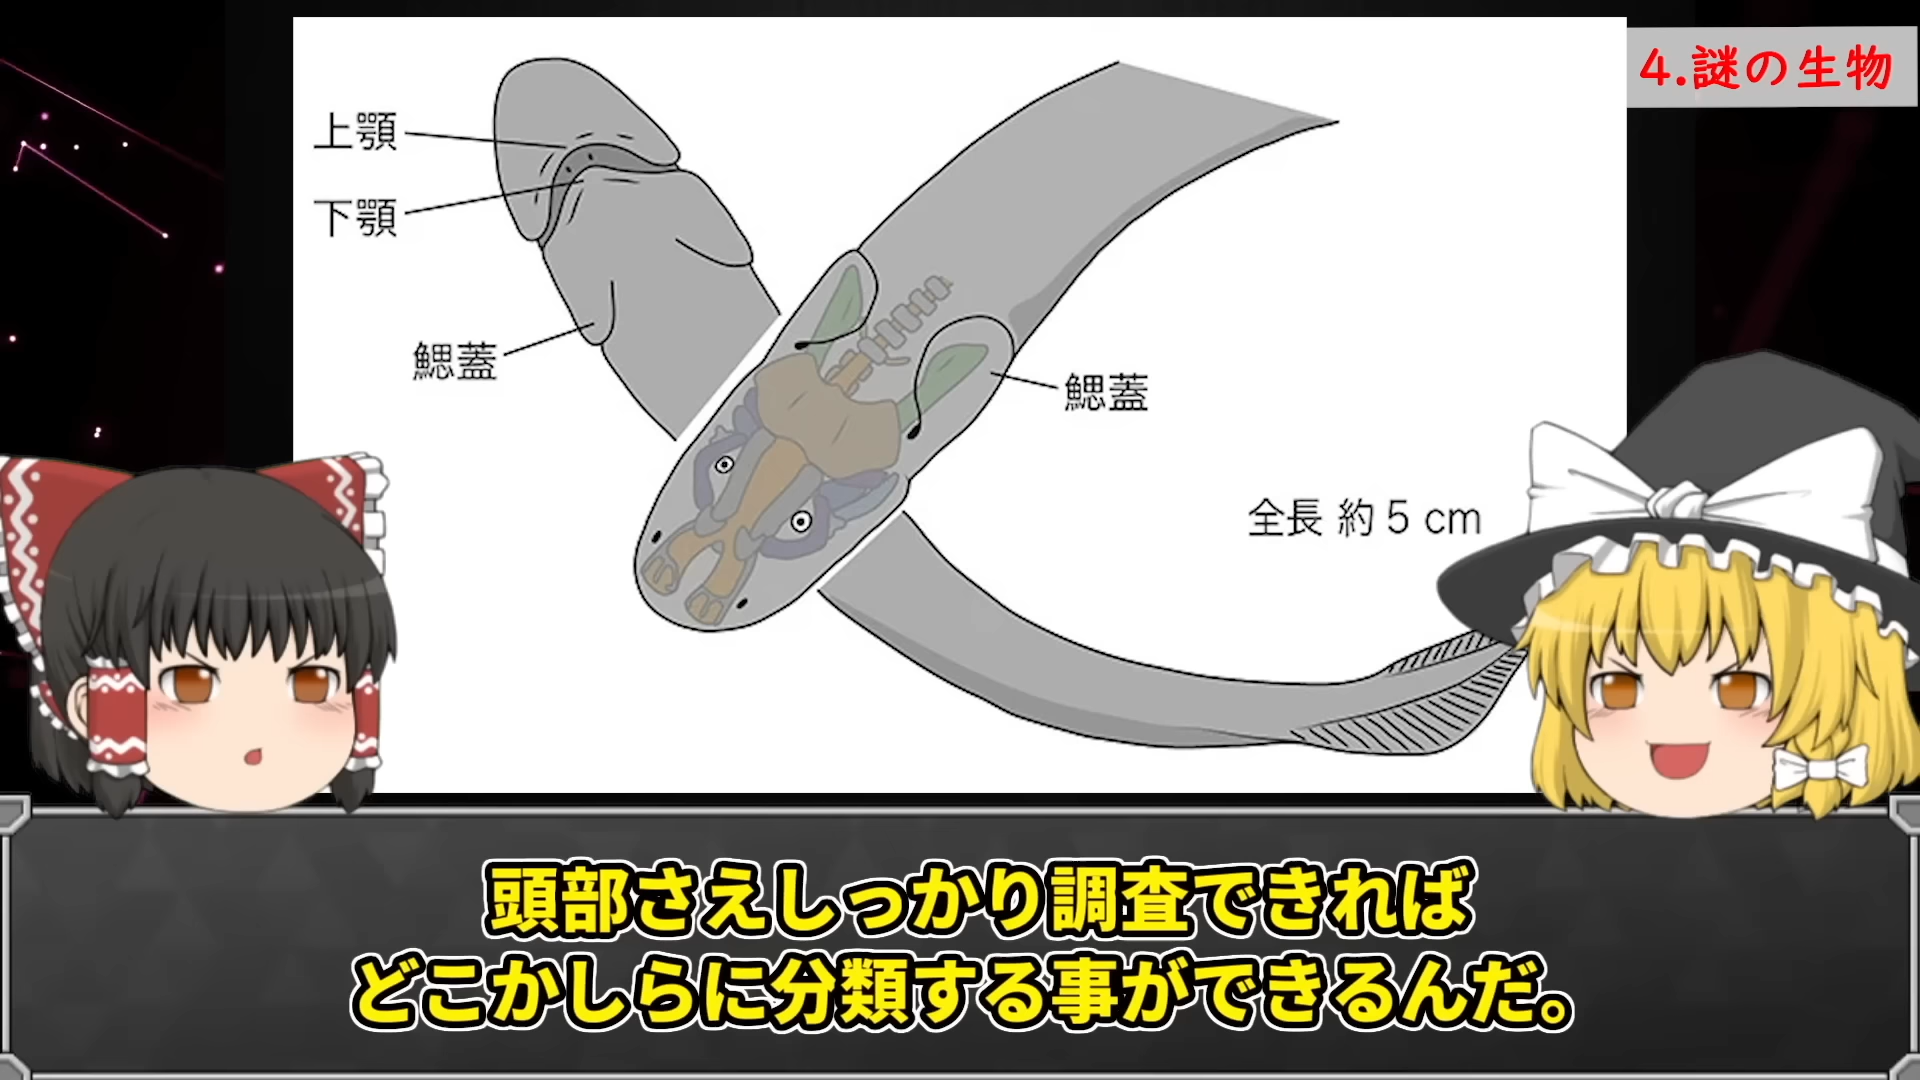 4.謎の生物
上顎
下顎
鰓蓋
鰓蓋
全長 約 5 cm
頭部さえしっかり調査できれば
どこかしらに分類する事ができるんだ。